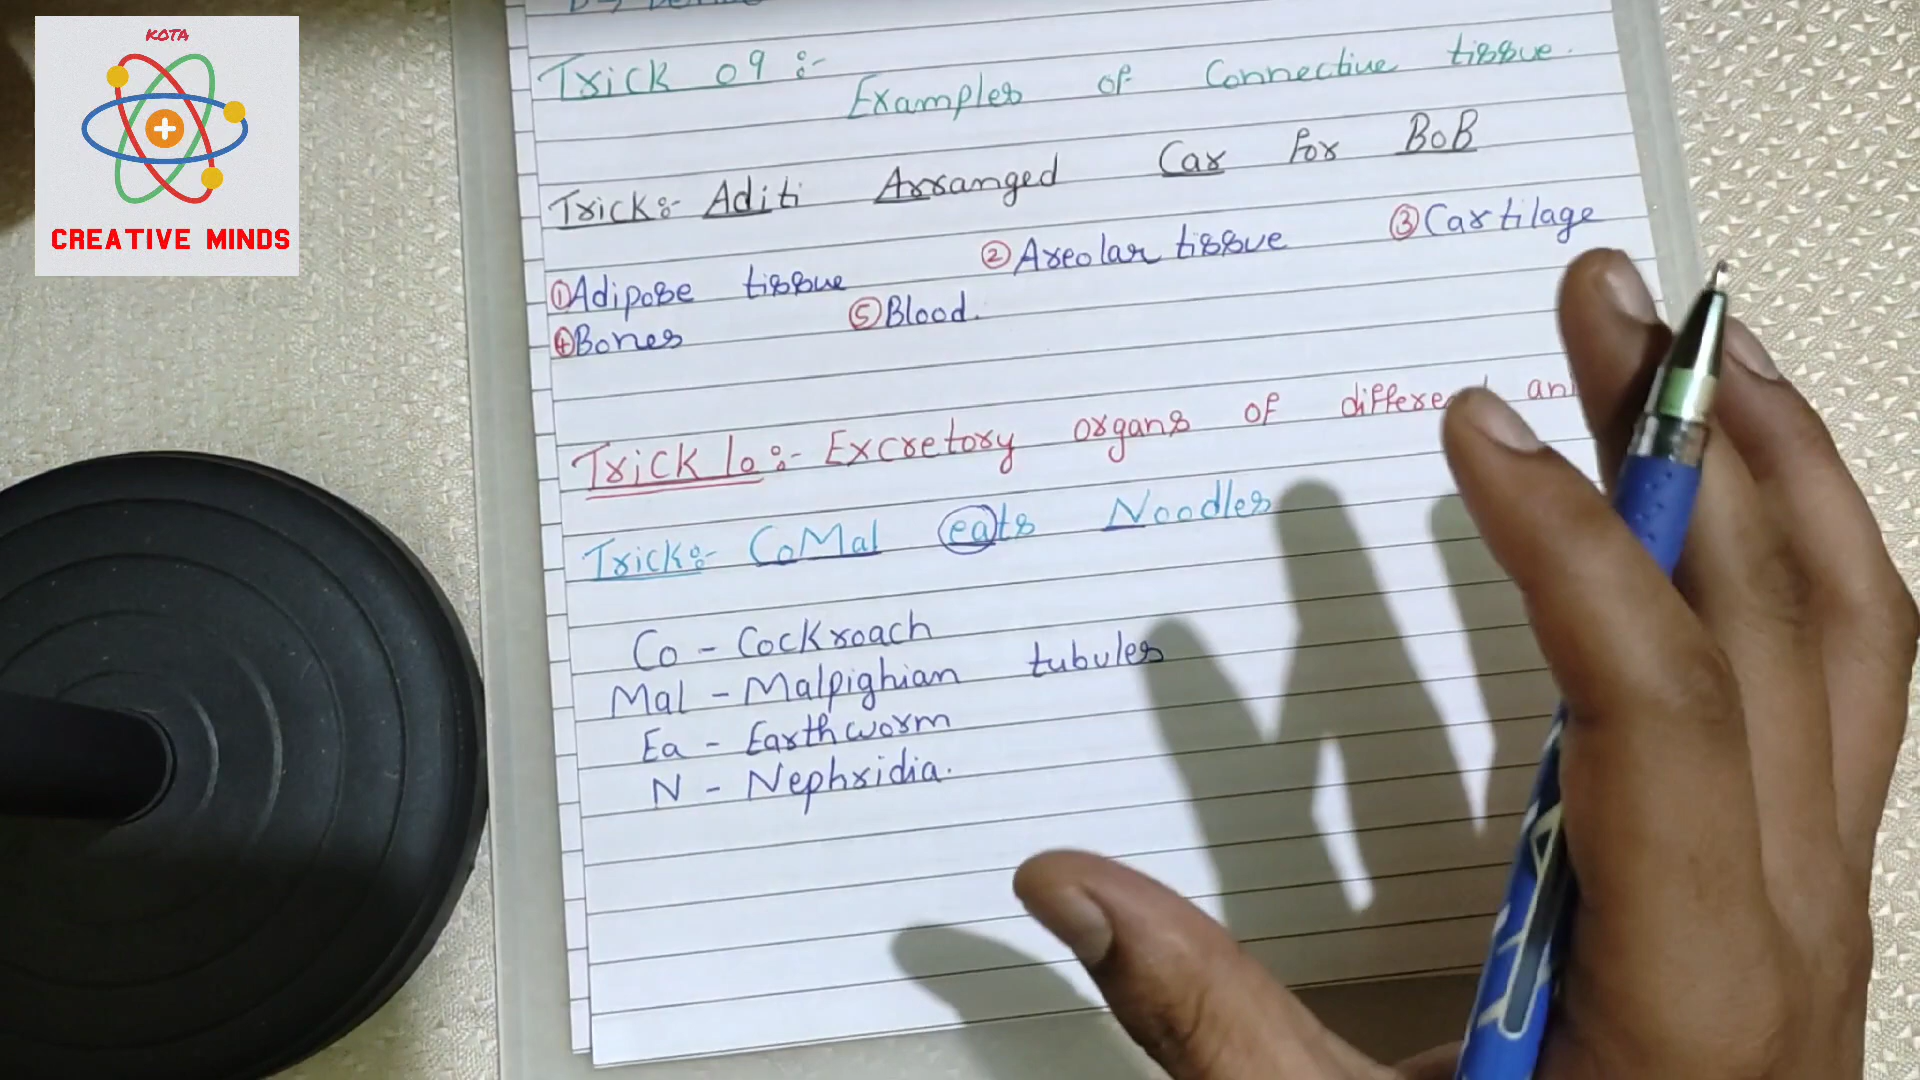 KOTA
CREATIVE MINDS
Trick 09 :-
Examples of Connective tissue.
Trick:- Aditi Arranged Car For BoB
①Adipose tissue ②Areolar tissue ③Cartilage
④Bones ⑤Blood.
Trick 10:- Excretory organs of different
Trick:- CoMal eats Noodles
Co - Cockroach
Mal - Malpighian tubules
Ea - Earthworm
N - Nephridia.